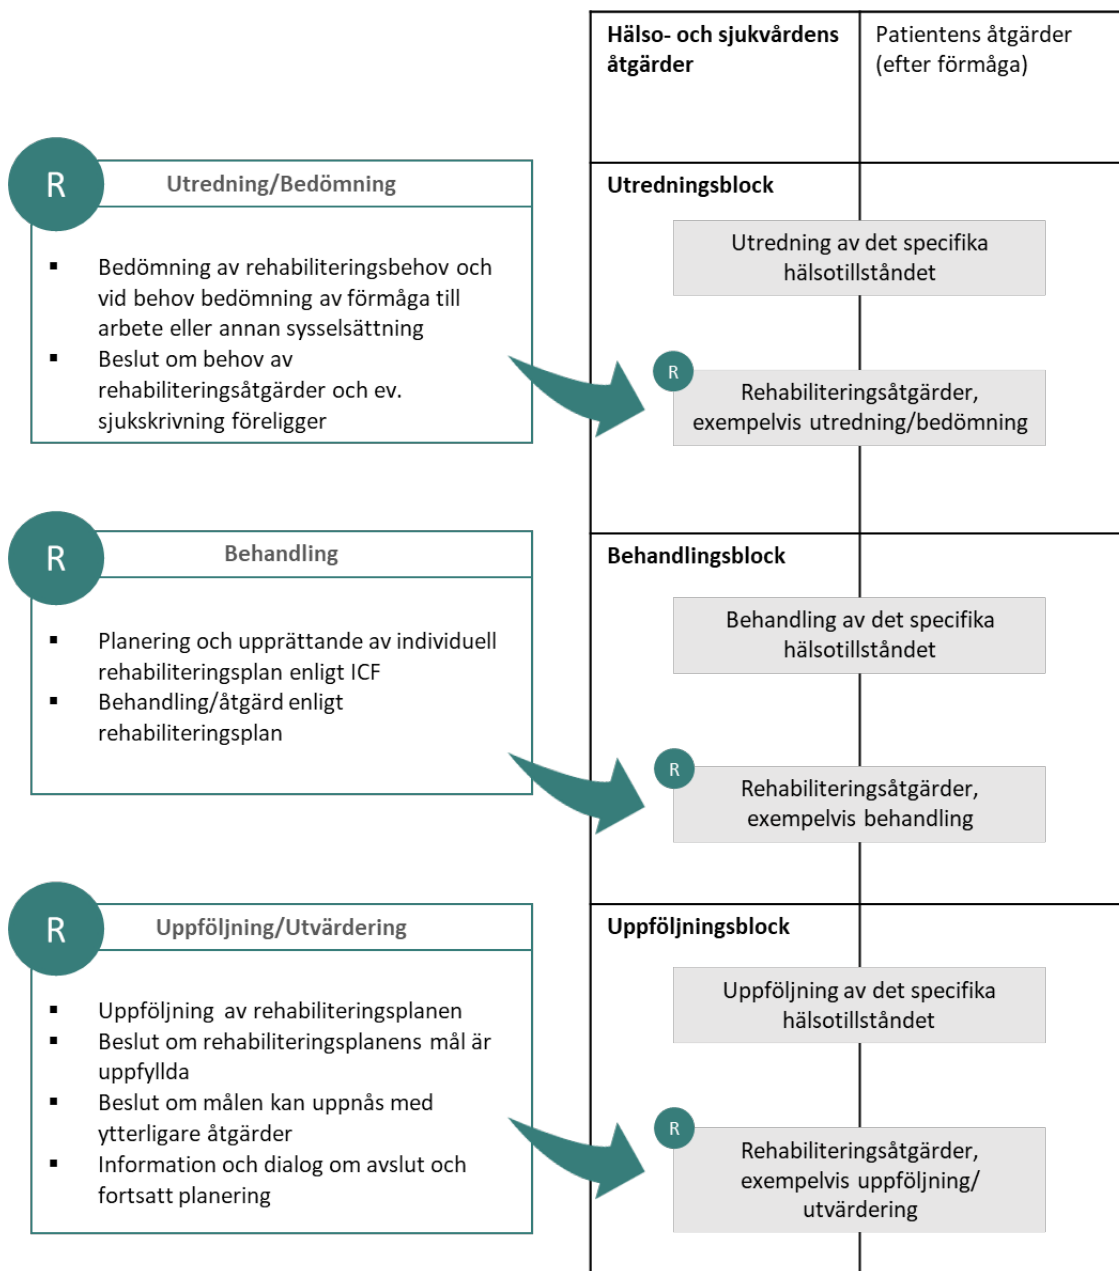 Hälso- och sjukvårdens
åtgärder
Patientens åtgärder
(efter förmåga)
R
Utredning/Bedömning
▪ Bedömning av rehabiliteringsbehov och
vid behov bedömning av förmåga till
arbete eller annan sysselsättning
▪ Beslut om behov av
rehabiliteringsåtgärder och ev.
sjukskrivning föreligger
Utredningsblock
Utredning av det specifika
hälsotillståndet
R
Rehabiliteringsåtgärder,
exempelvis utredning/bedömning
R
Behandling
▪ Planering och upprättande av individuell
rehabiliteringsplan enligt ICF
▪ Behandling/åtgärd enligt
rehabiliteringsplan
Behandlingsblock
Behandling av det specifika
hälsotillståndet
R
Rehabiliteringsåtgärder,
exempelvis behandling
R
Uppföljning/Utvärdering
▪ Uppföljning av rehabiliteringsplanen
▪ Beslut om rehabiliteringsplanens mål är
uppfyllda
▪ Beslut om målen kan uppnås med
ytterligare åtgärder
▪ Information och dialog om avslut och
fortsatt planering
Uppföljningsblock
Uppföljning av det specifika
hälsotillståndet
R
Rehabiliteringsåtgärder,
exempelvis uppföljning/
utvärdering